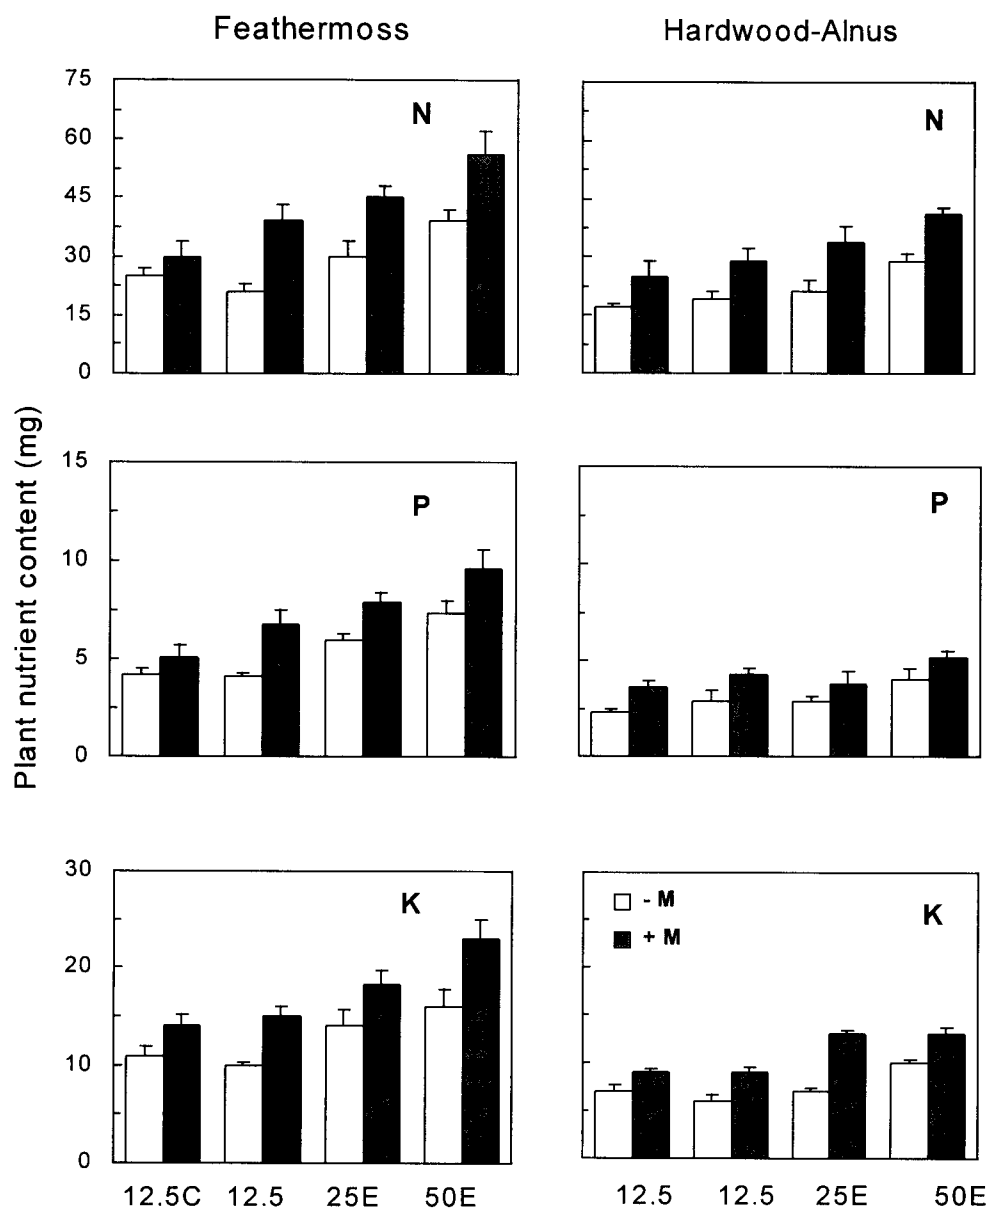 Feathermoss Hardwood-Alnus
75
N N
60
45
30
15
0
Plant nutrient content (mg)
15
P P
10
5
0
30
K - M K
+ M
20
10
0
12.5C 12.5 25E 50E 12.5 12.5 25E 50E